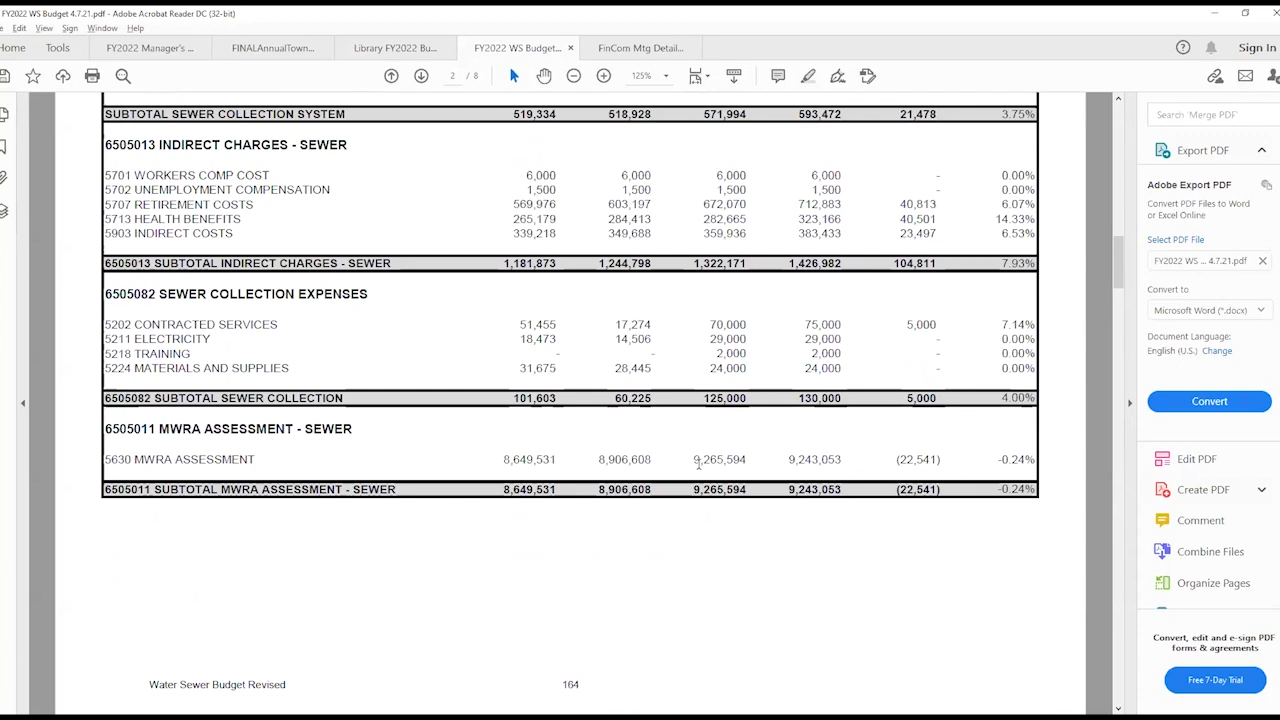 FY2022 WS Budget 4.7.21.pdf - Adobe Acrobat Reader DC (32-bit)
Edit View Sign Window Help
Home Tools FY2022 Manager's ... FINALAnnualTown... Library FY2022 Bu... FY2022 WS Budget... × FinCom Mtg Detail... Sign In
2 / 8 125%
SUBTOTAL SEWER COLLECTION SYSTEM 519,334 518,928 571,994 593,472 21,478 3.75%
6505013 INDIRECT CHARGES - SEWER
5701 WORKERS COMP COST 6,000 6,000 6,000 6,000 - 0.00%
5702 UNEMPLOYMENT COMPENSATION 1,500 1,500 1,500 1,500 - 0.00%
5707 RETIREMENT COSTS 569,976 603,197 672,070 712,883 40,813 6.07%
5713 HEALTH BENEFITS 265,179 284,413 282,665 323,166 40,501 14.33%
5903 INDIRECT COSTS 339,218 349,688 359,936 383,433 23,497 6.53%
6505013 SUBTOTAL INDIRECT CHARGES - SEWER 1,181,873 1,244,798 1,322,171 1,426,982 104,811 7.93%
6505082 SEWER COLLECTION EXPENSES
5202 CONTRACTED SERVICES 51,455 17,274 70,000 75,000 5,000 7.14%
5211 ELECTRICITY 18,473 14,506 29,000 29,000 - 0.00%
5218 TRAINING - - 2,000 2,000 - 0.00%
5224 MATERIALS AND SUPPLIES 31,675 28,445 24,000 24,000 - 0.00%
6505082 SUBTOTAL SEWER COLLECTION 101,603 60,225 125,000 130,000 5,000 4.00%
6505011 MWRA ASSESSMENT - SEWER
5630 MWRA ASSESSMENT 8,649,531 8,906,608 9,265,594 9,243,053 (22,541) -0.24%
6505011 SUBTOTAL MWRA ASSESSMENT - SEWER 8,649,531 8,906,608 9,265,594 9,243,053 (22,541) -0.24%
Water Sewer Budget Revised 164
Search 'Merge PDF'
Export PDF
Adobe Export PDF
Convert PDF Files to Word
or Excel Online
Select PDF File
FY2022 WS ... 4.7.21.pdf ×
Convert to
Microsoft Word (*.docx)
Document Language:
English (U.S.) Change
Convert
Edit PDF
Create PDF
Comment
Combine Files
Organize Pages
Convert, edit and e-sign PDF
forms & agreements
Free 7-Day Trial